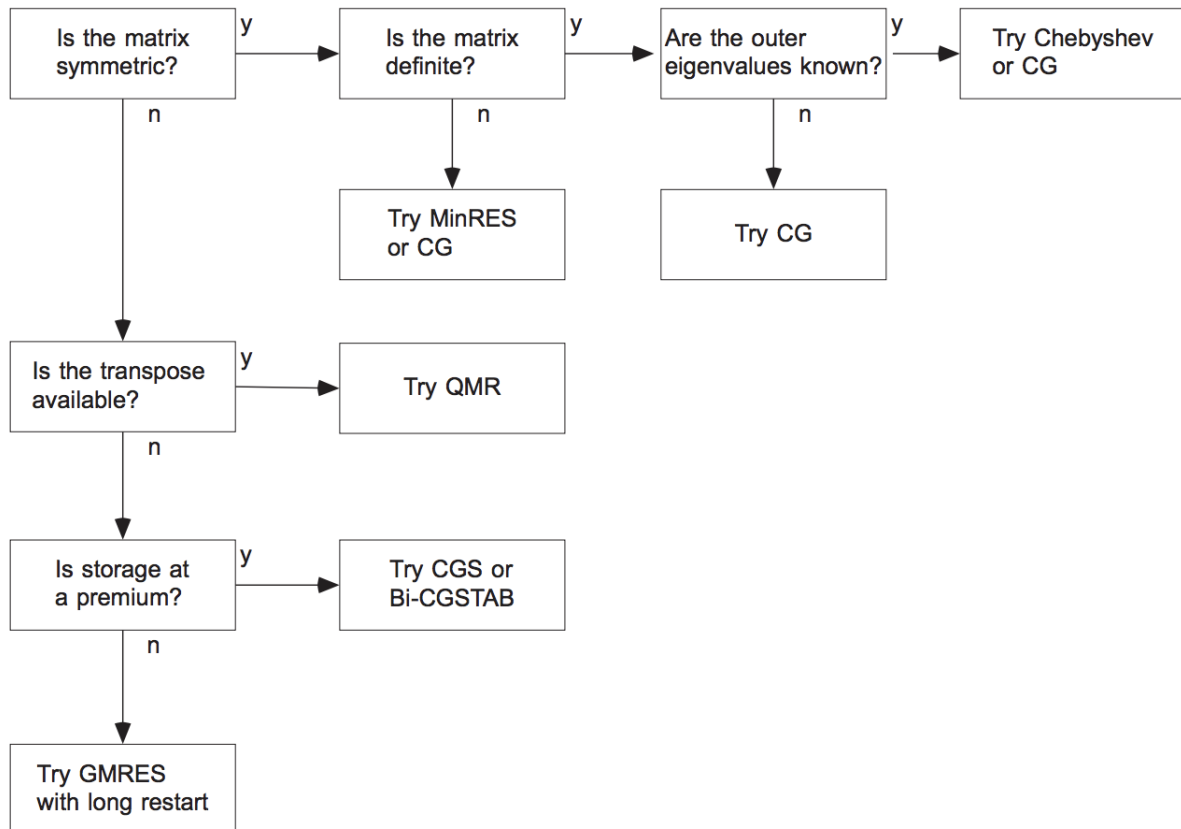 Is the matrix
symmetric?
y
Is the matrix
definite?
y
Are the outer
eigenvalues known?
y
Try Chebyshev
or CG
n
n
n
Try MinRES
or CG
Try CG
Is the transpose
available?
y
Try QMR
n
Is storage at
a premium?
y
Try CGS or
Bi-CGSTAB
n
Try GMRES
with long restart